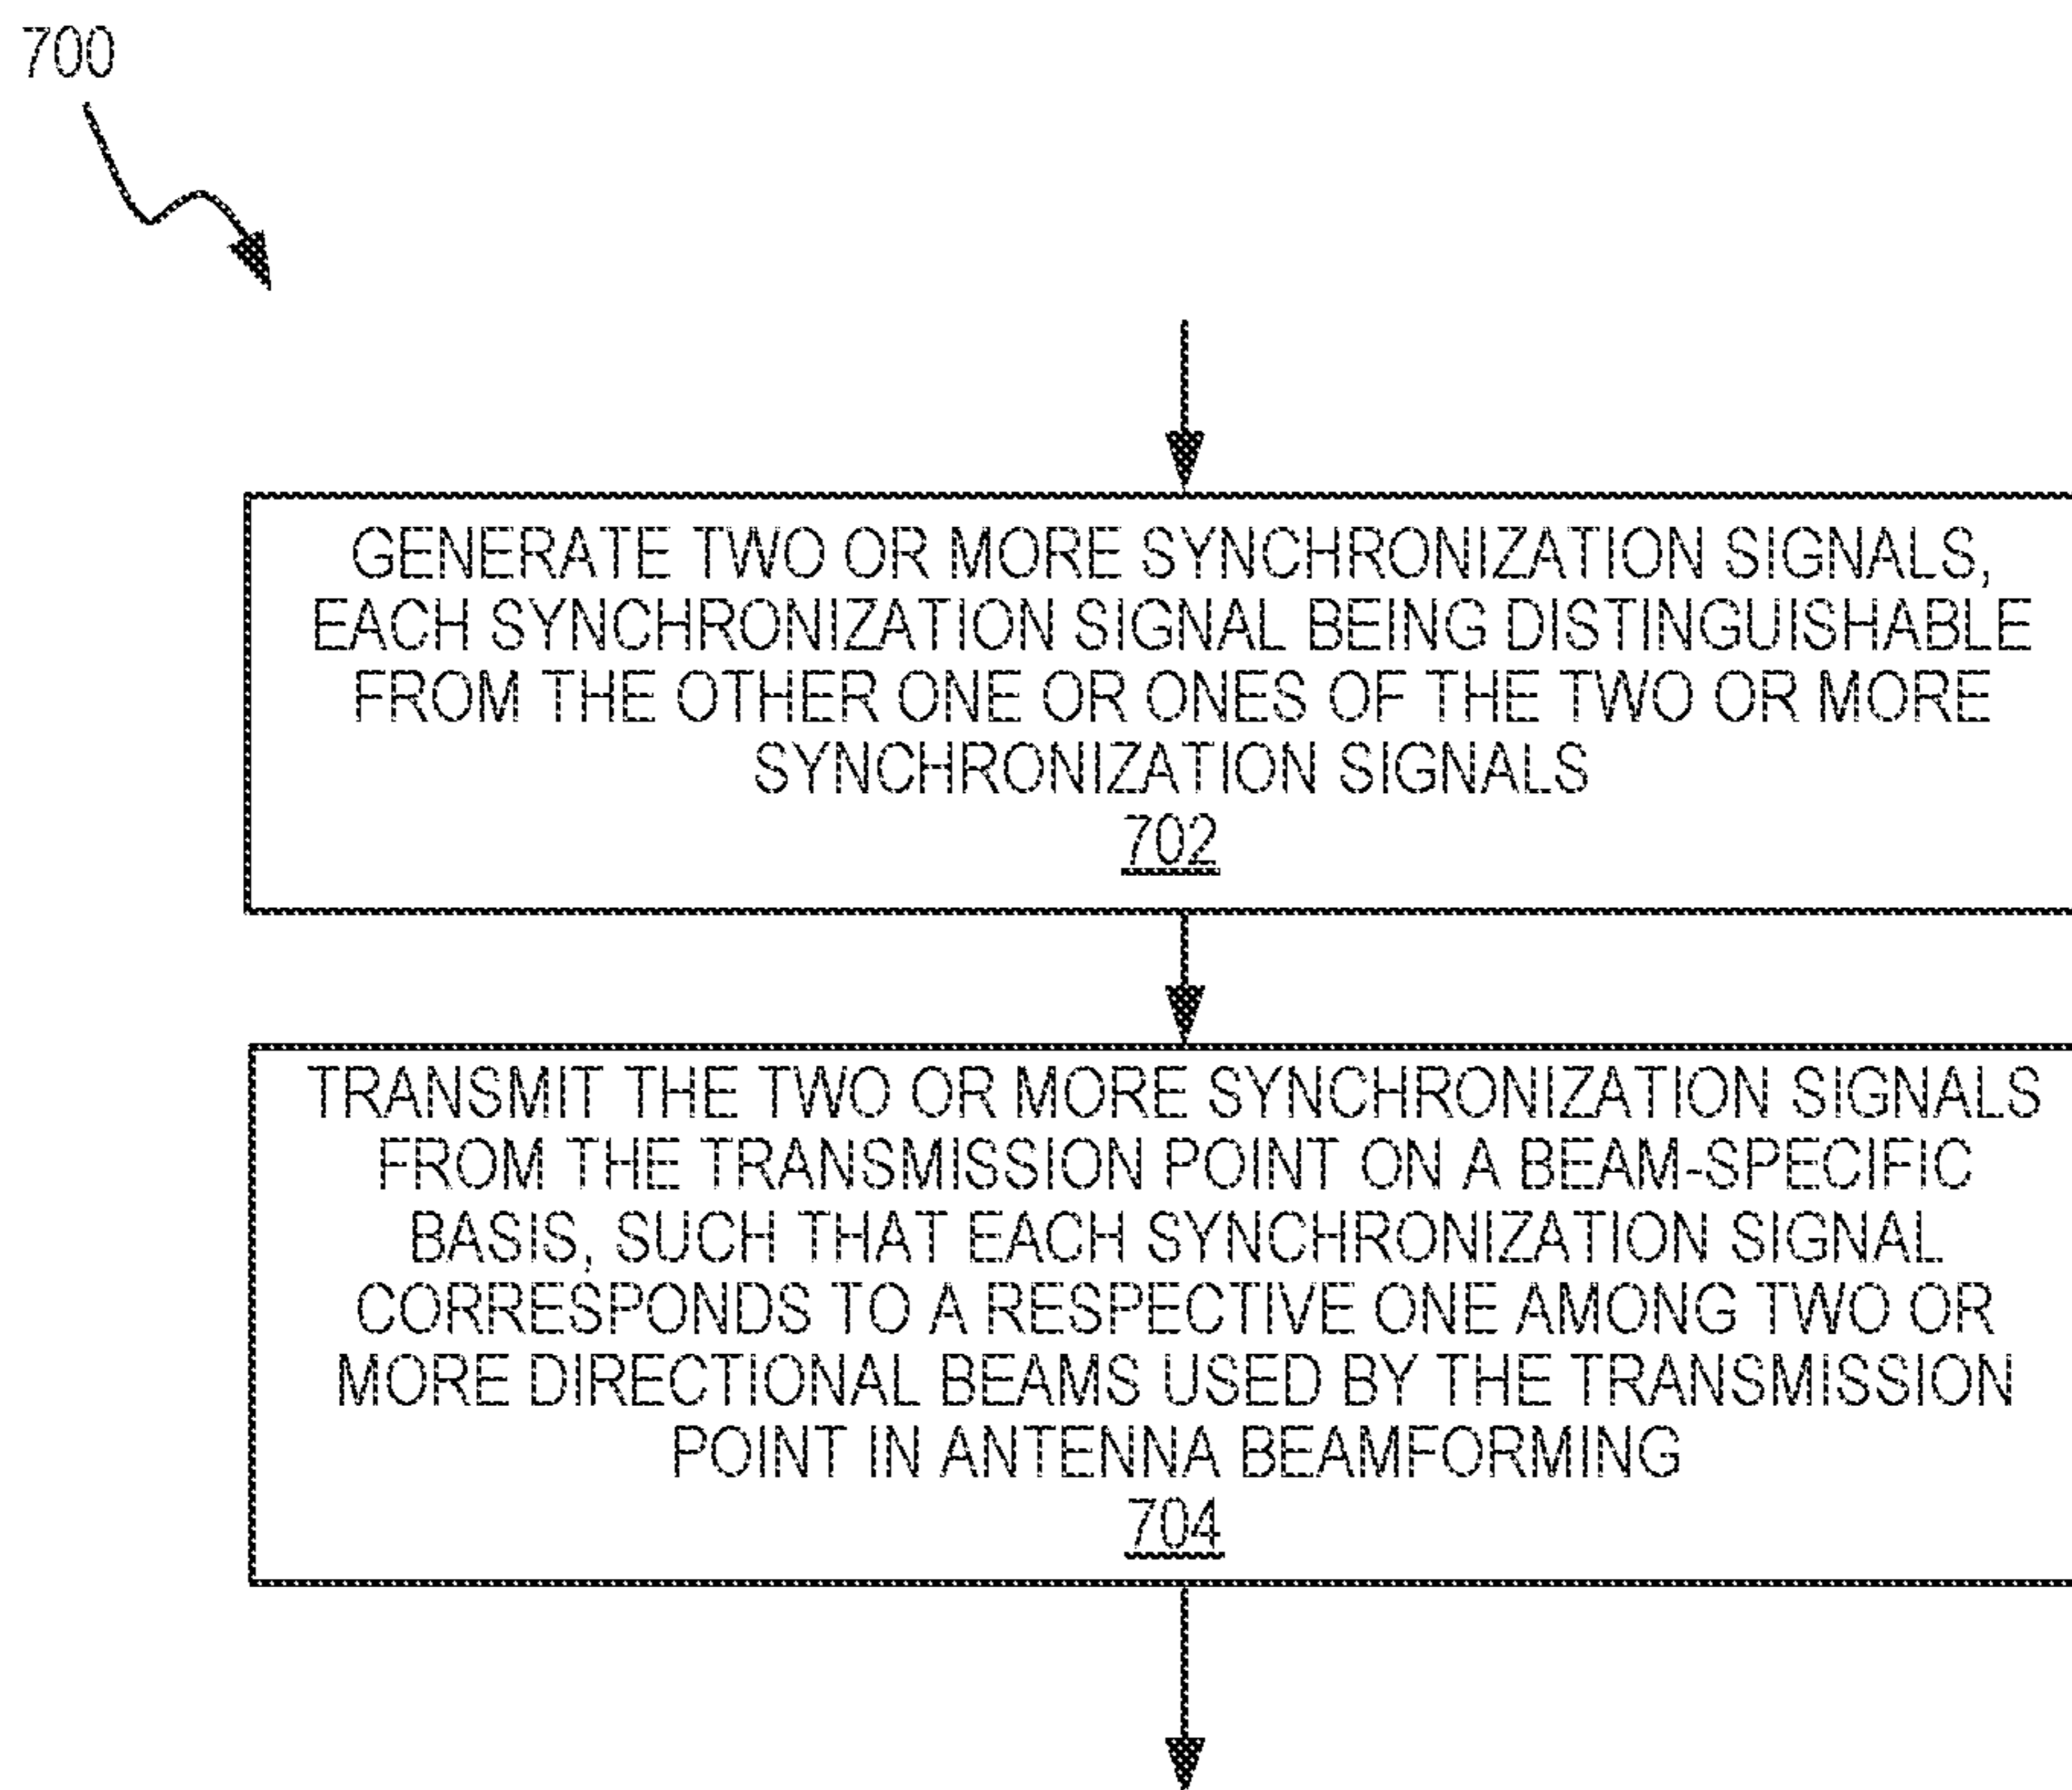 700
GENERATE TWO OR MORE SYNCHRONIZATION SIGNALS,
EACH SYNCHRONIZATION SIGNAL BEING DISTINGUISHABLE
FROM THE OTHER ONE OR ONES OF THE TWO OR MORE
SYNCHRONIZATION SIGNALS
702
TRANSMIT THE TWO OR MORE SYNCHRONIZATION SIGNALS
FROM THE TRANSMISSION POINT ON A BEAM-SPECIFIC
BASIS, SUCH THAT EACH SYNCHRONIZATION SIGNAL
CORRESPONDS TO A RESPECTIVE ONE AMONG TWO OR
MORE DIRECTIONAL BEAMS USED BY THE TRANSMISSION
POINT IN ANTENNA BEAMFORMING
704